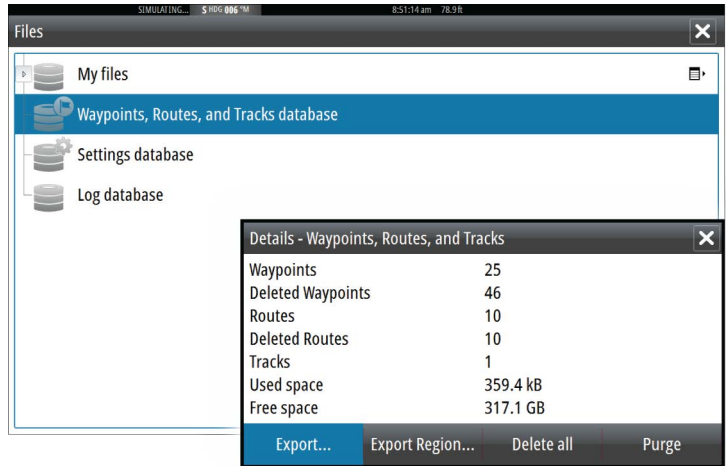 SIMULATING... S HDG 006 °M 8:51:14 am 78.9 ft
Files
My files
Waypoints, Routes, and Tracks database
Settings database
Log database
Details - Waypoints, Routes, and Tracks
Waypoints 25
Deleted Waypoints 46
Routes 10
Deleted Routes 10
Tracks 1
Used space 359.4 kB
Free space 317.1 GB
Export... Export Region... Delete all Purge